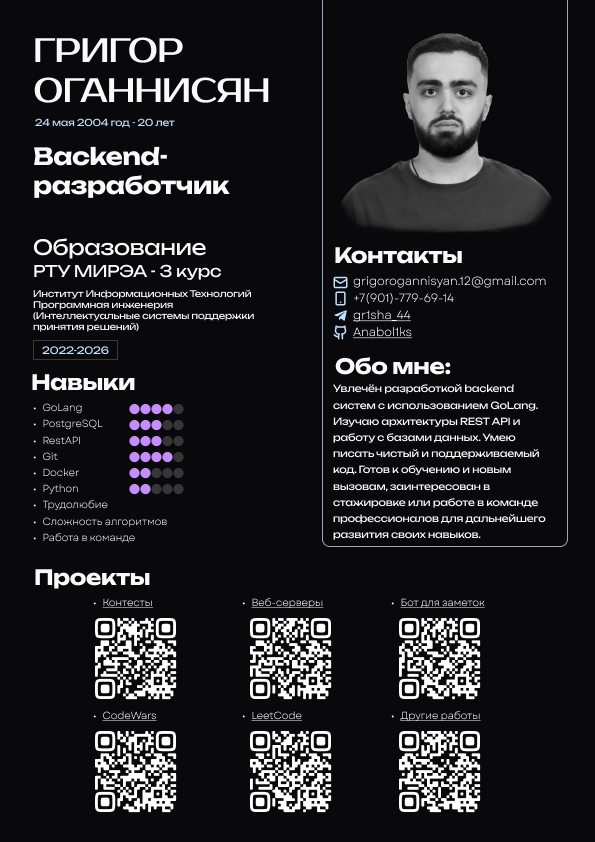 ГРИГОР
ОГАННИСЯН
24 мая 2004 год - 20 лет
Backend-
разработчик
Образование
РТУ МИРЭА - 3 курс
Институт Информационных Технологий
Программная инженерия
(Интеллектуальные системы поддержки
принятия решений)
2022-2026
Навыки
• GoLang
• PostgreSQL
• RestAPI
• Git
• Docker
• Python
• Трудолюбие
• Сложность алгоритмов
• Работа в команде
Контакты
grigorogannisyan.12@gmail.com
+7(901)-779-69-14
gr1sha_44
Anabol1ks
Обо мне:
Увлечён разработкой backend
систем с использованием GoLang.
Изучаю архитектуры REST API и
работу с базами данных. Умею
писать чистый и поддерживаемый
код. Готов к обучению и новым
вызовам, заинтересован в
стажировке или работе в команде
профессионалов для дальнейшего
развития своих навыков.
Проекты
• Контесты
• Веб-серверы
• Бот для заметок
• CodeWars
• LeetCode
• Другие работы